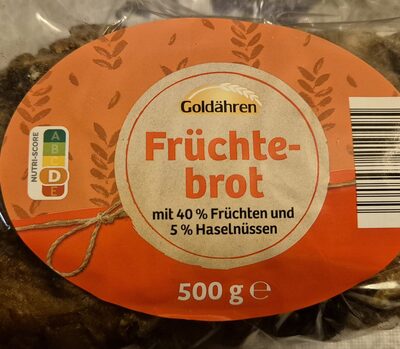 Goldähren
Früchte-
brot
mit 40 % Früchten und
5 % Haselnüssen
500 g ℮
NUTRI-SCORE
A
B
C
D
E